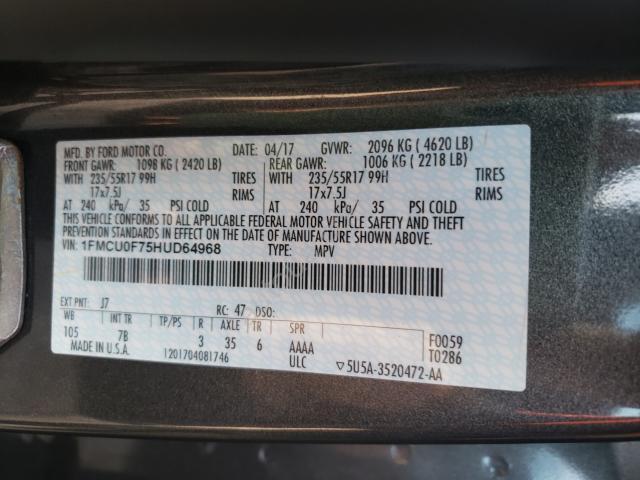 MFD. BY FORD MOTOR CO. 04/17 GVWR: 2096 KG ( 4620 LB)
FRONT GAWR: 1098 KG ( 2420 LB) REAR GAWR: 1006 KG ( 2218 LB)
WITH 235/55R17 99H TIRES WITH 235/55R17 99H TIRES
17x7.5J RIMS 17x7.5J RIMS
AT 240 kPa/ 35 PSI COLD AT 240 kPa/ 35 PSI COLD
THIS VEHICLE CONFORMS TO ALL APPLICABLE FEDERAL MOTOR VEHICLE SAFETY AND THEFT
PREVENTION STANDARDS IN EFFECT ON THE DATE OF MANUFACTURE SHOWN ABOVE.
VIN: 1FMCU0F75HUD64968 TYPE: MPV
EXT PNT: J7 RC: 47 DSO:
WB INT TR TP/PS R AXLE TR SPR
105 7B 3 35 6 AAAA F0059
MADE IN U.S.A. 1201704081746 ULC T0286
▽5U5A-3520472-AA